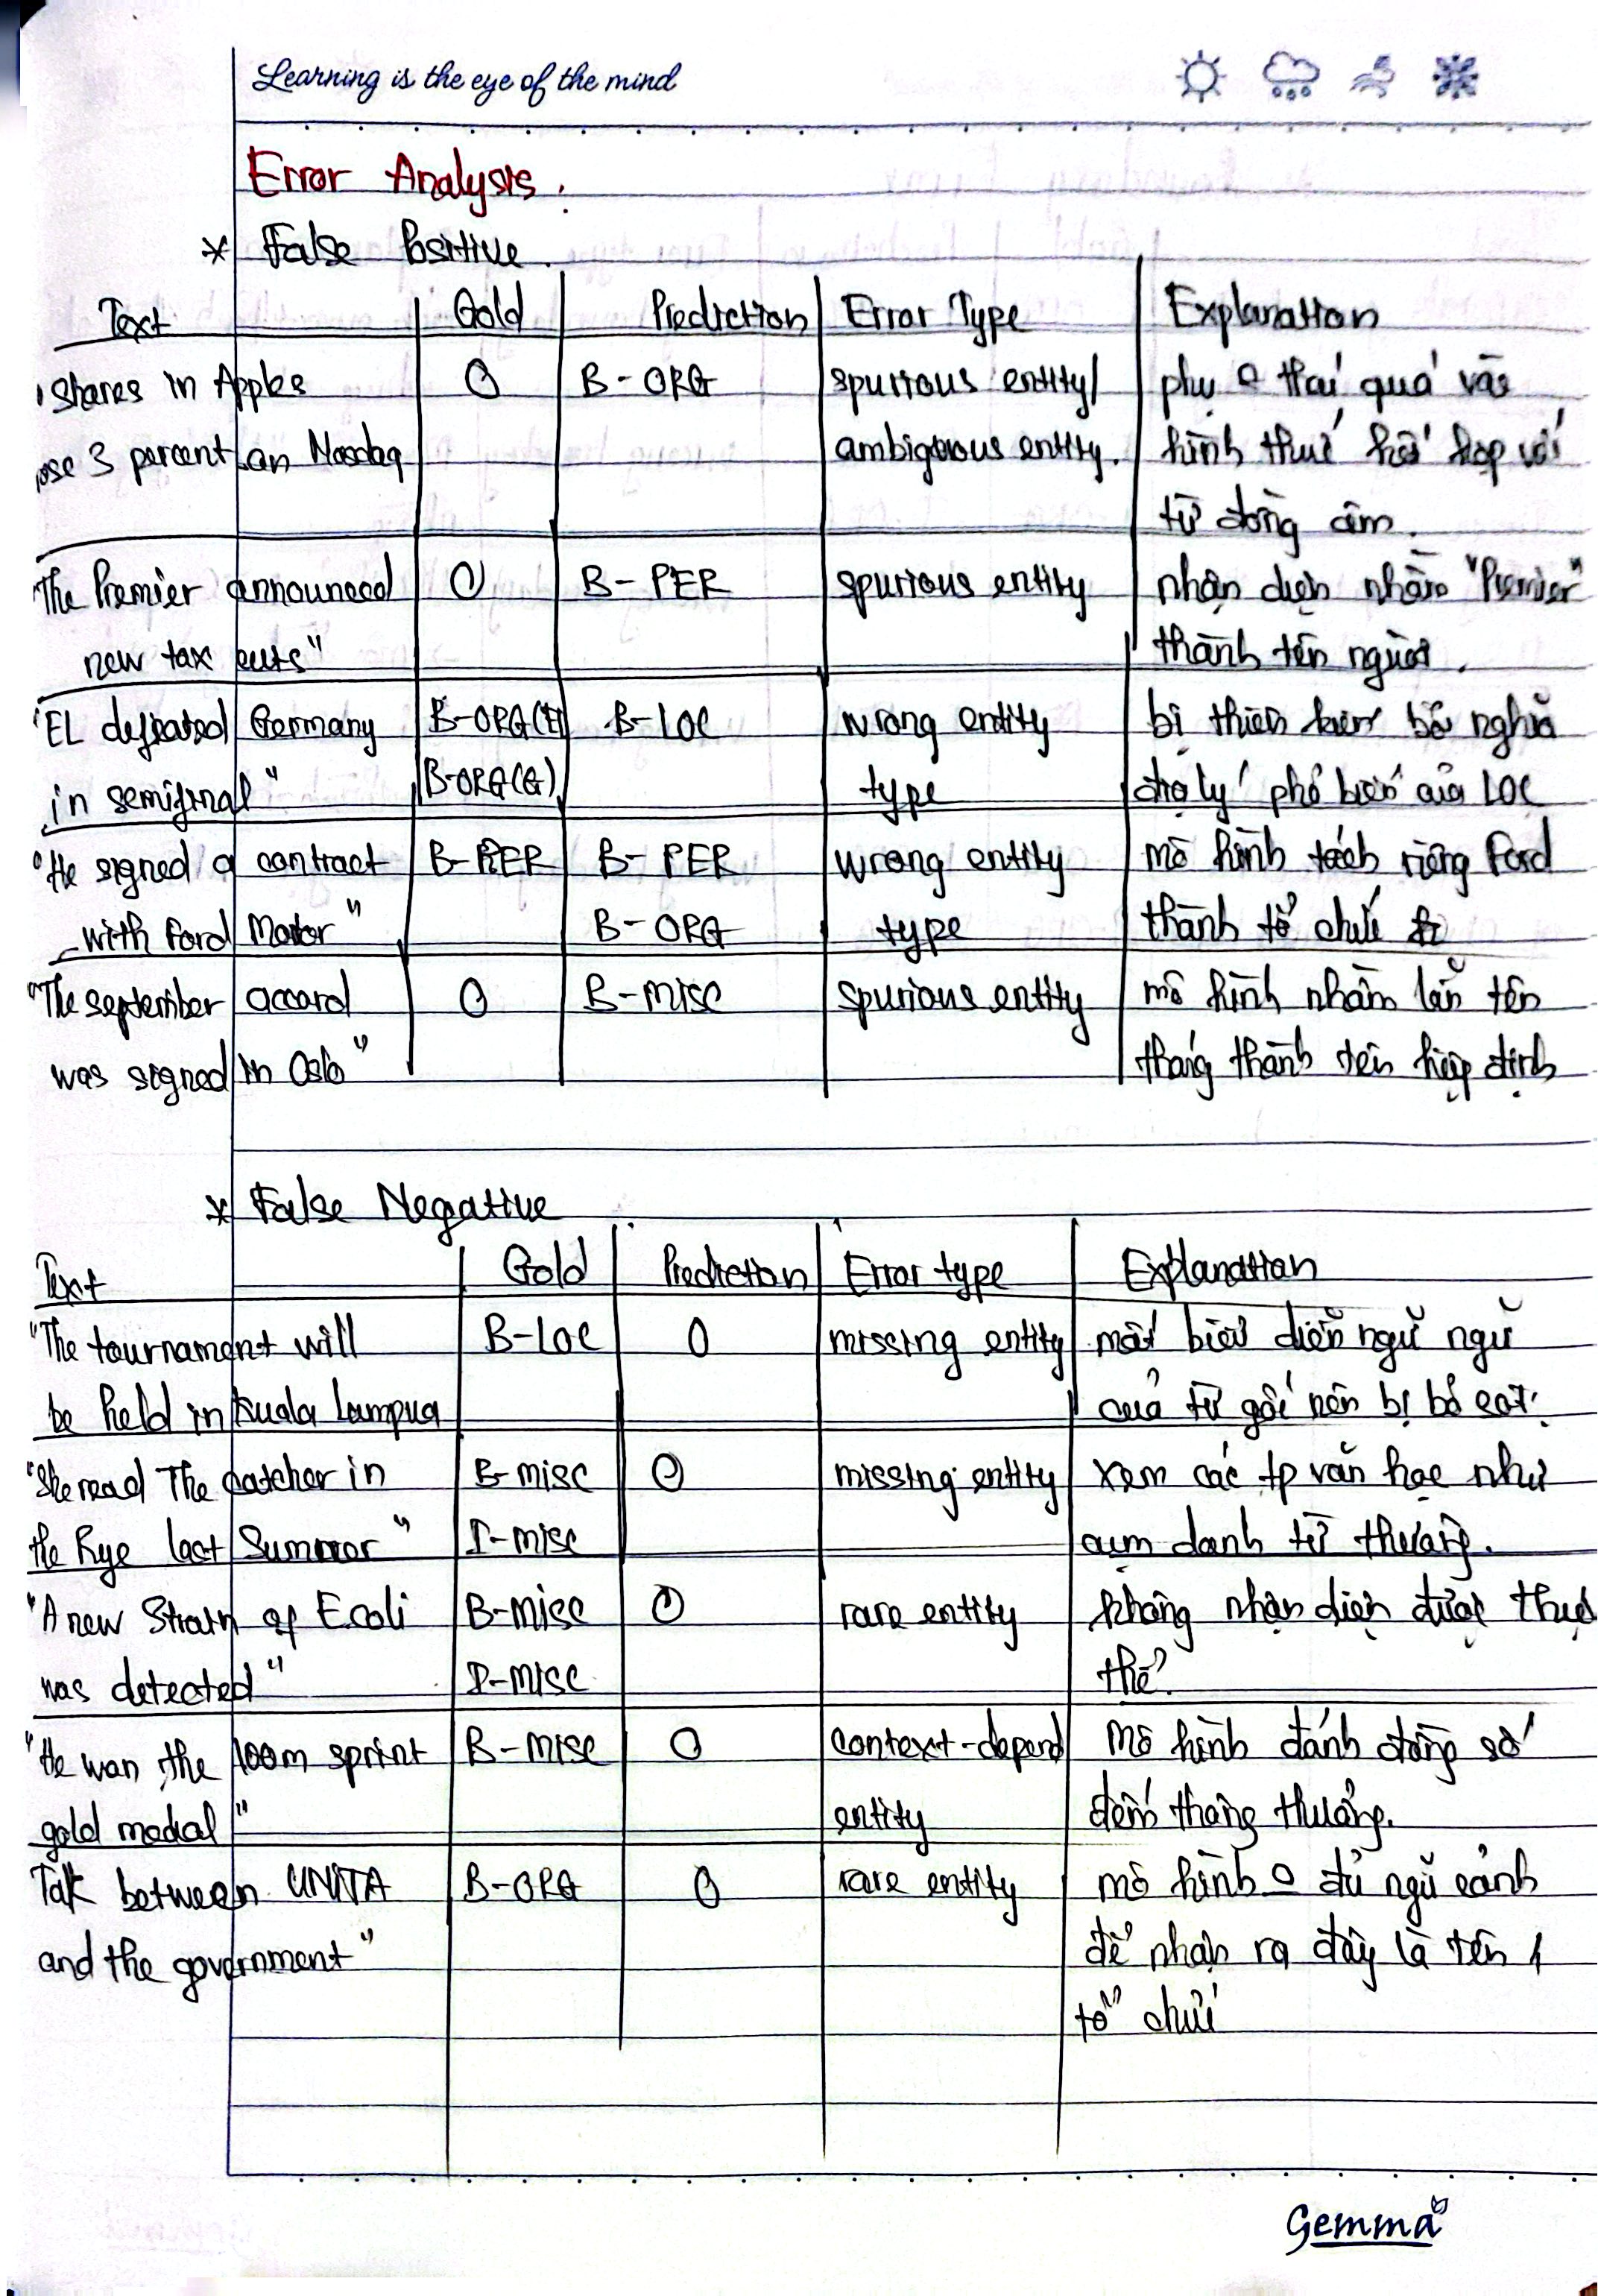 Learning is the eye of the mind
Error Analysis.
* False Positive.
Text | Gold | Prediction | Error Type | Explanation
Shares in Apples | O | B-ORG | spurious entity/ | phụ thái quá vào
rose 3 percent an Nasdaq | ambigous entity. | hình thức kết hợp với
từ đồng âm.
"The Premier announced | O | B-PER | spurious entity | nhận diện nhầm "Premier"
new tax cuts" | thành tên người.
"EL defeated Germany | B-ORG(E) | B-LOC | wrong entity | bị thiên kiến bởi nghĩa
in semifinal" | B-ORG(G) | type | địa lý phổ biến của LOC
"He signed a contract | B-PER | B-PER | wrong entity | mô hình tách riêng Ford
with Ford Motor" | B-ORG | type | thành tổ chức
"The september accord | O | B-misc | spurious entity | mô hình nhầm lẫn tên
was signed in Oslo" | tháng thành tên hiệp định
* False Negative
Text | Gold | Prediction | Error type | Explanation
"The tournament will | B-Loc | O | missing entity | mất biểu diễn ngữ ngữ
be held in Kuala Lumpua | của từ gốc nên bị bỏ sót.
"She read The catcher in | B-misc | O | missing entity | xem các tp văn học như
the Rye last Summer" | I-misc | cụm danh từ thường.
"A new Strain of E.coli | B-misc | O | rare entity | không nhận diện được thực
was detected" | I-misc | thể.
"He won the 100m sprint | B-misc | O | context-depend | mô hình đánh đồng số
gold medal" | entity | đếm thông thường.
Talk between UNITA | B-ORG | O | rare entity | mô hình đủ ngữ cảnh
and the government" | để nhận ra đây là tên 1
tổ chức
Gemma